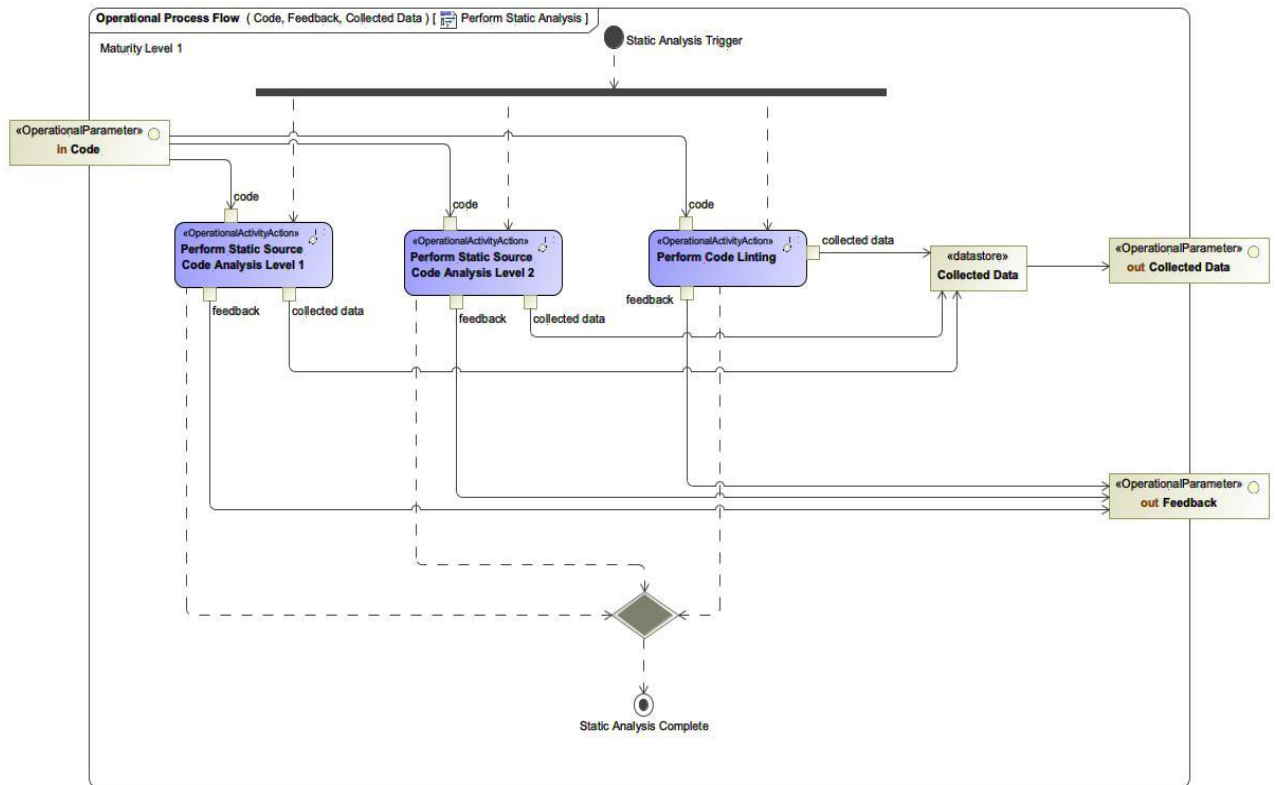 Operational Process Flow ( Code, Feedback, Collected Data ) [ Perform Static Analysis ]
Maturity Level 1
Static Analysis Trigger
«OperationalParameter»
in Code
code
code
code
«OperationalActivityAction»
Perform Static Source
Code Analysis Level 1
«OperationalActivityAction»
Perform Static Source
Code Analysis Level 2
«OperationalActivityAction»
Perform Code Linting
collected data
«datastore»
Collected Data
«OperationalParameter»
out Collected Data
feedback
collected data
feedback
collected data
feedback
«OperationalParameter»
out Feedback
Static Analysis Complete